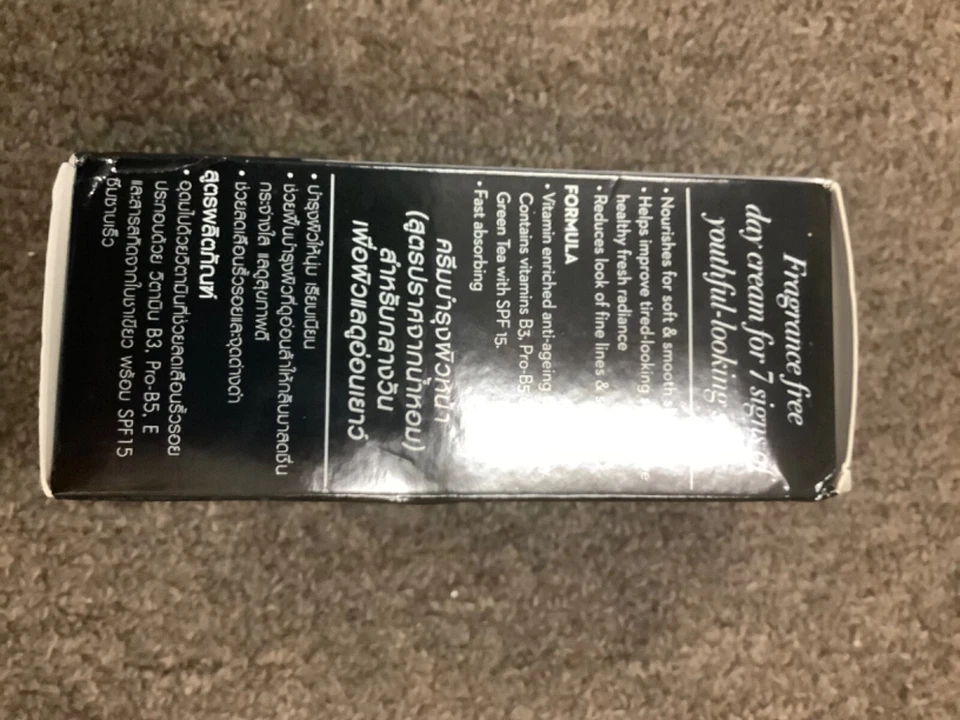 Fragrance free
day cream for 7 signs of
youthful-looking
• Nourishes for soft & smooth
• Helps improve tired-looking
healthy fresh radiance
• Reduces look of fine lines &
FORMULA
• Vitamin enriched anti-ageing
Contains vitamins B3, Pro-B5
Green Tea with SPF 15.
• Fast absorbing
ครีมบำรุงผิวหน้า
(สูตรปราศจากน้ำหอม)
สำหรับกลางวัน
เพื่อผิวแลดูอ่อนเยาว์
• บำรุงผิวให้นุ่ม เรียบเนียน
• ช่วยฟื้นบำรุงผิวที่ดูอ่อนล้าให้กลับมาสดชื่น
กระจ่างใส แลดูสุขภาพดี
• ช่วยลดเลือนริ้วรอยและจุดด่างดำ
สูตรผลิตภัณฑ์
• อุดมไปด้วยวิตามินที่ช่วยลดเลือนริ้วรอย
ประกอบด้วย วิตามิน B3, Pro-B5, E
และสารสกัดจากใบชาเขียว พร้อม SPF15
• ซึมซาบเร็ว